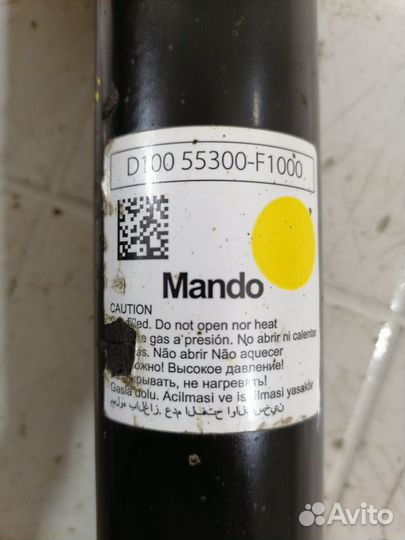 D100 55300-F1000
Mando
CAUTION
filled. Do not open nor heat
gas a presión. No abrir ni calentar
Não abrir Não aquecer
Высокое давление!
не нагревать!
Gasla dolu. Acilmasi ve isitilmasi yasaktir
Avito